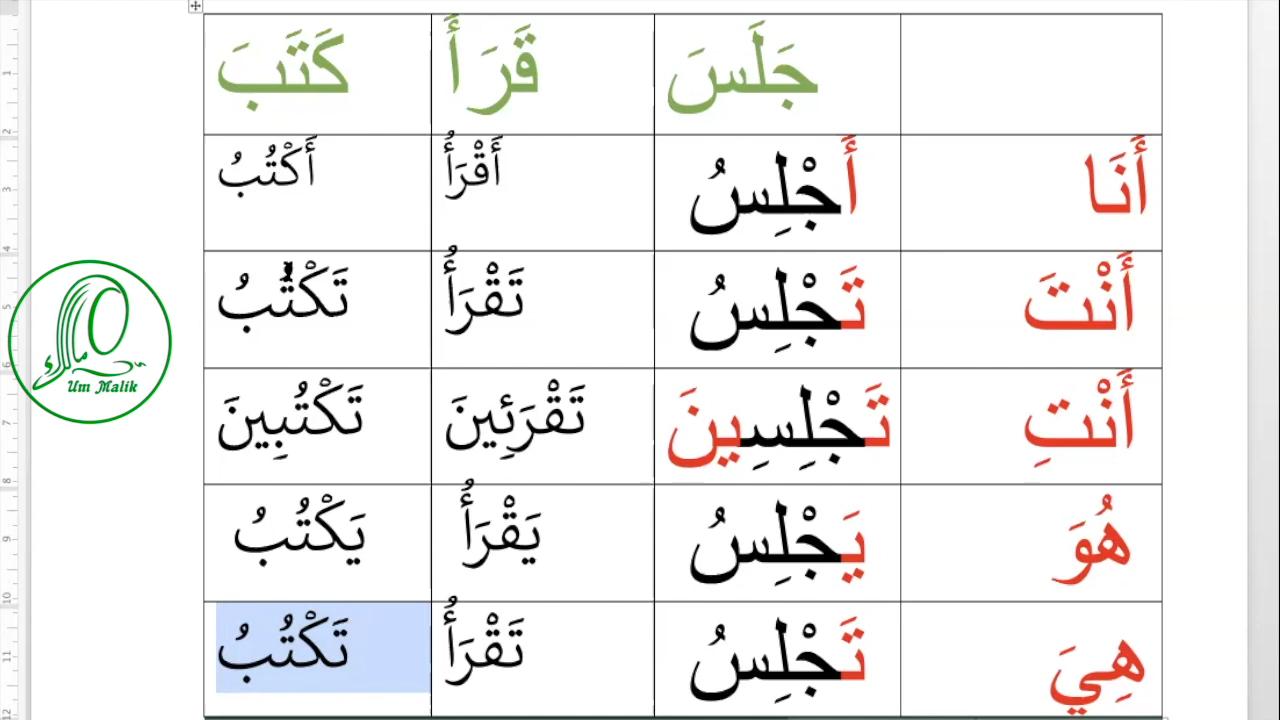 جَلَسَ قَرَأَ كَتَبَ
أَنَا أَجْلِسُ أَقْرَأُ أَكْتُبُ
أَنْتَ تَجْلِسُ تَقْرَأُ تَكْتُّبُ
أَنْتِ تَجْلِسِينَ تَقْرَئِينَ تَكْتُبِينَ
هُوَ يَجْلِسُ يَقْرَأُ يَكْتُبُ
هِيَ تَجْلِسُ تَقْرَأُ تَكْتُبُ
Um Malik